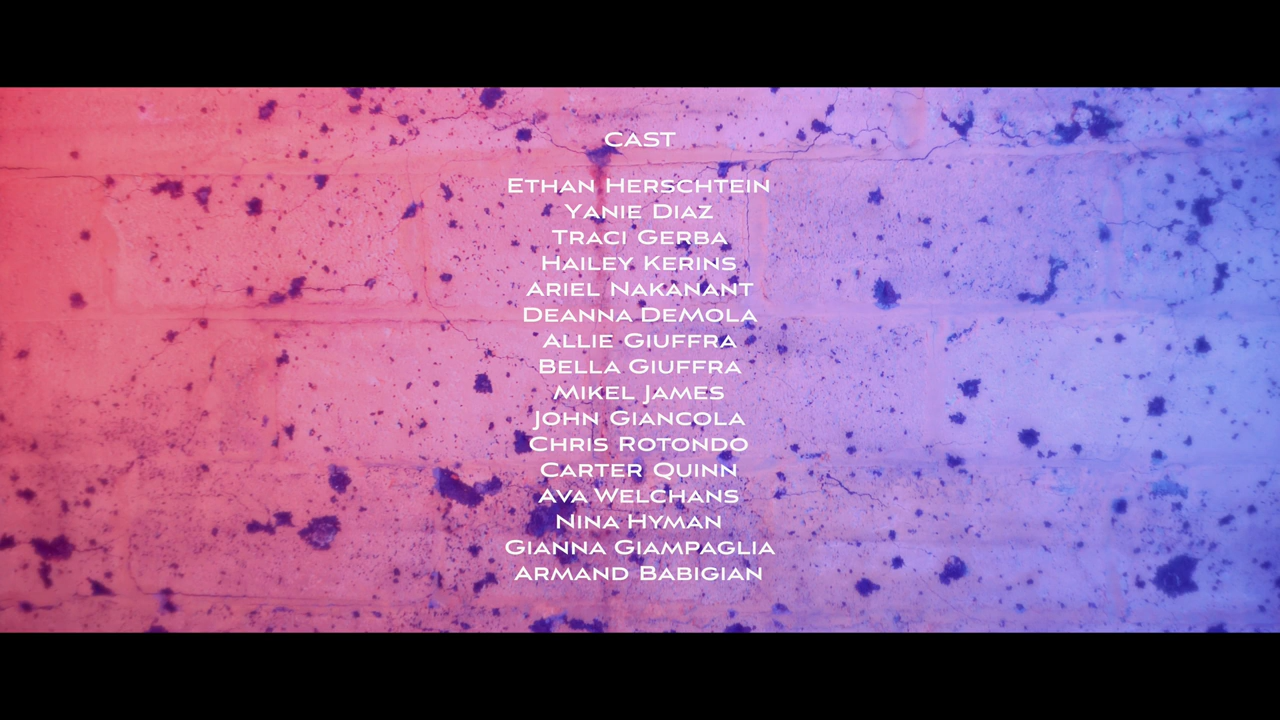 CAST
ETHAN HERSCHTEIN
YANIE DIAZ
TRACI GERBA
HAILEY KERINS
ARIEL NAKANANT
DEANNA DEMOLA
ALLIE GIUFFRA
BELLA GIUFFRA
MIKEL JAMES
JOHN GIANCOLA
CHRIS ROTONDO
CARTER QUINN
AVA WELCHANS
NINA HYMAN
GIANNA GIAMPAGLIA
ARMAND BABIGIAN